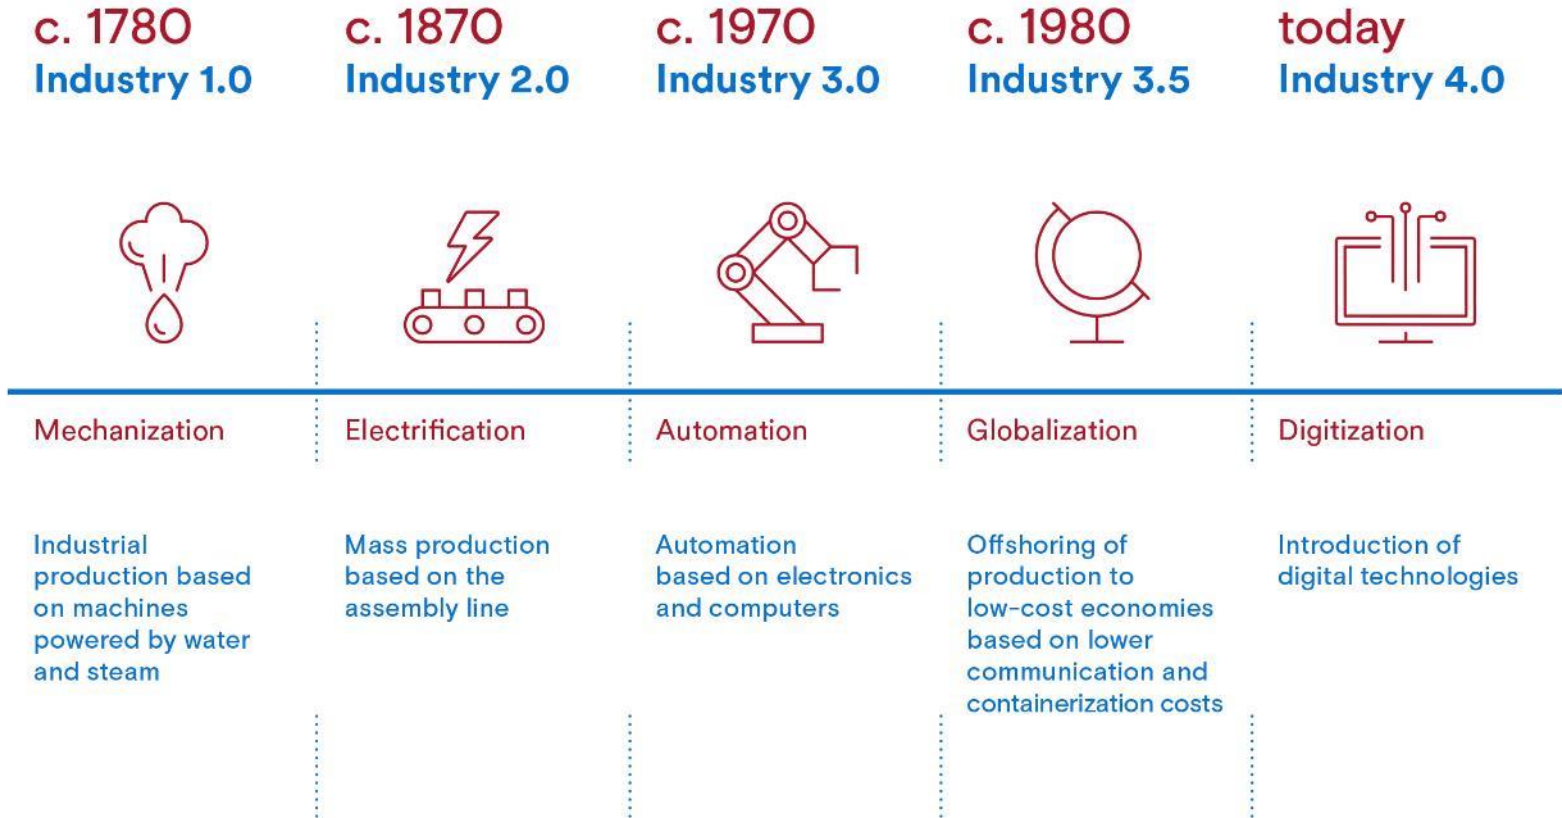 c. 1780
Industry 1.0
c. 1870
Industry 2.0
c. 1970
Industry 3.0
c. 1980
Industry 3.5
today
Industry 4.0
Mechanization
Electrification
Automation
Globalization
Digitization
Industrial
production based
on machines
powered by water
and steam
Mass production
based on the
assembly line
Automation
based on electronics
and computers
Offshoring of
production to
low-cost economies
based on lower
communication and
containerization costs
Introduction of
digital technologies